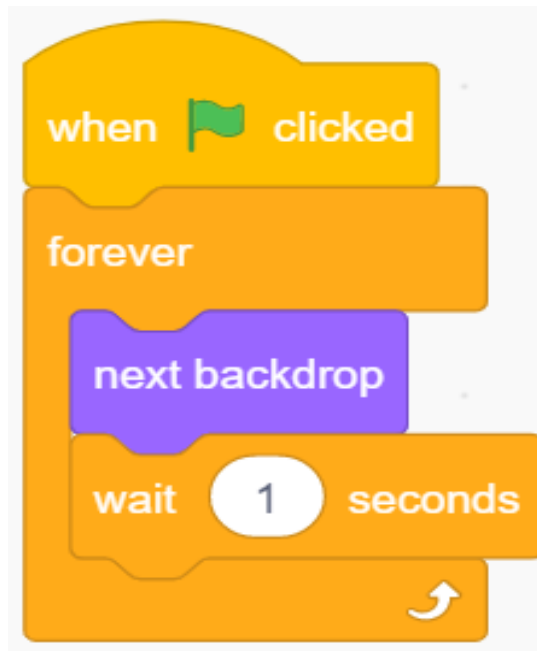 when clicked
forever
next backdrop
wait 1 seconds